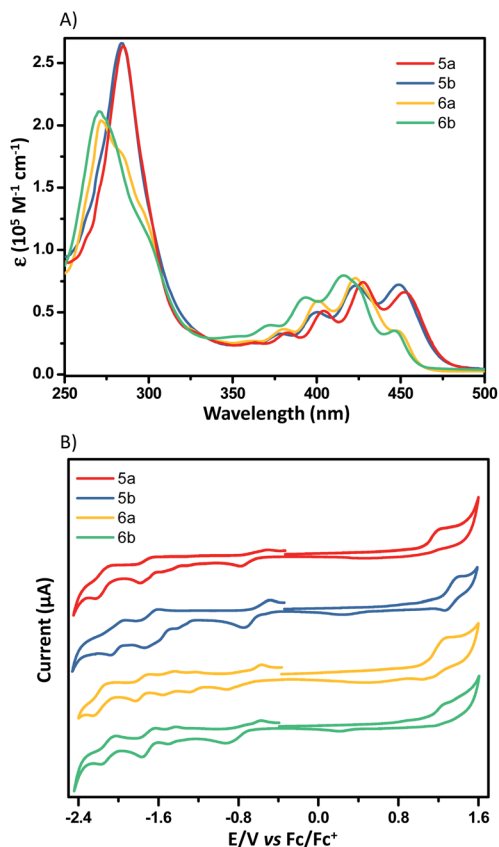 A)
2.5
2.0
1.5
1.0
0.5
0.0
ε (10⁵ M⁻¹ cm⁻¹)
5a
5b
6a
6b
250 300 350 400 450 500
Wavelength (nm)
B)
5a
5b
6a
6b
Current (µA)
-2.4 -1.6 -0.8 0.0 0.8 1.6
E/V vs Fc/Fc⁺